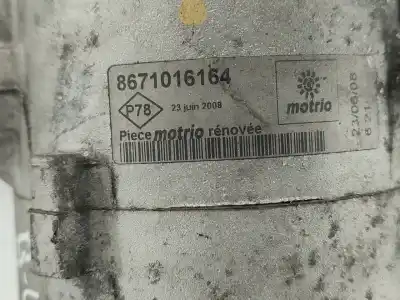 8671016164
P78
23 juin 2008
motrio
Piece motrio rénovée
23/06/08